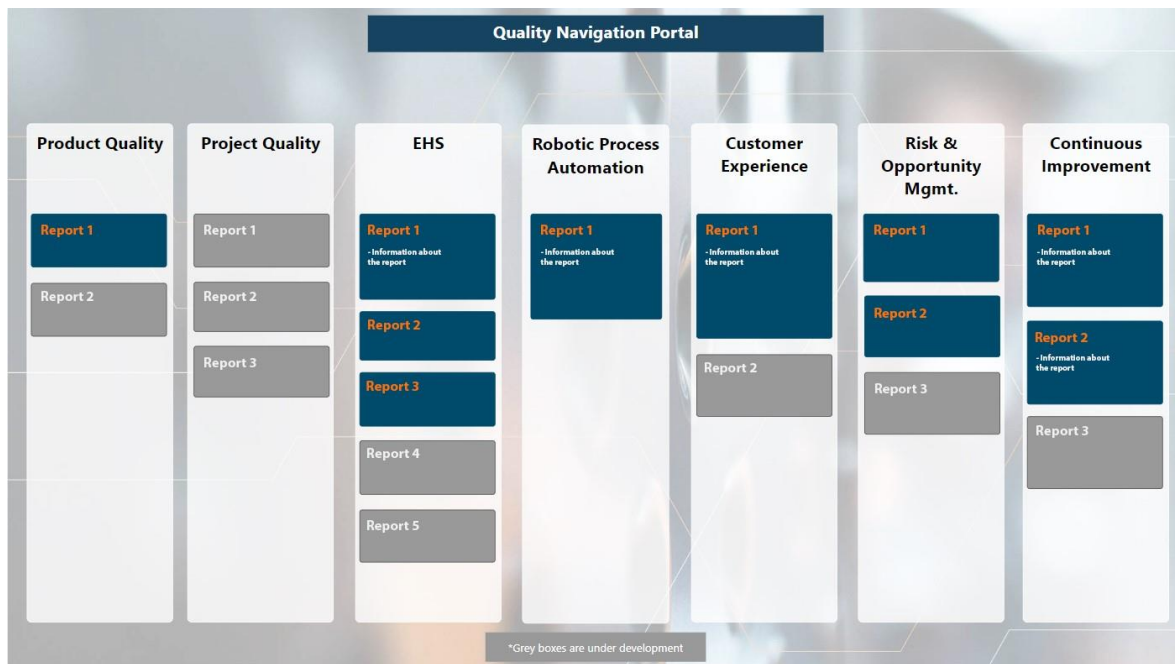 Quality Navigation Portal
Product Quality
Report 1
Report 2
Project Quality
Report 1
Report 2
Report 3
EHS
Report 1
- Information about
the report
Report 2
Report 3
Report 4
Report 5
Robotic Process
Automation
Report 1
- Information about
the report
Customer
Experience
Report 1
- Information about
the report
Report 2
Risk &
Opportunity
Mgmt.
Report 1
Report 2
Report 3
Continuous
Improvement
Report 1
- Information about
the report
Report 2
- Information about
the report
Report 3
*Grey boxes are under development